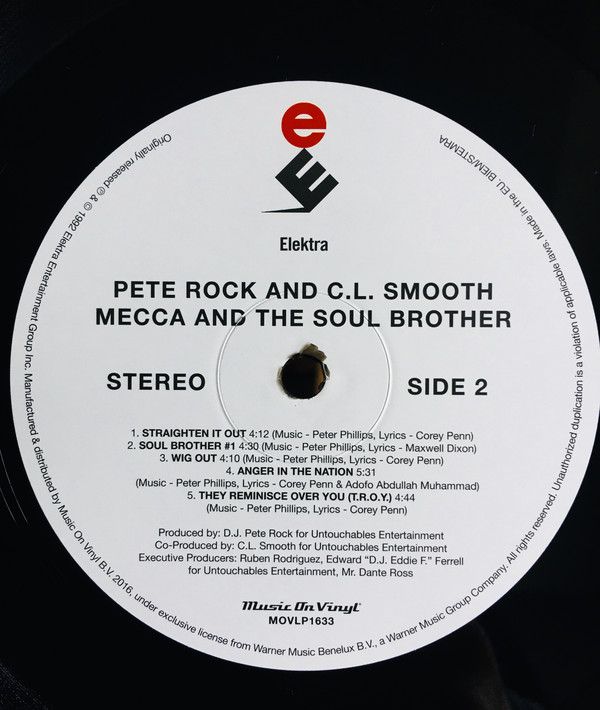 e
E
Elektra
PETE ROCK AND C.L. SMOOTH
MECCA AND THE SOUL BROTHER
STEREO
SIDE 2
1. STRAIGHTEN IT OUT 4:12 (Music - Peter Phillips, Lyrics - Corey Penn)
2. SOUL BROTHER #1 4:30 (Music - Peter Phillips, Lyrics - Maxwell Dixon)
3. WIG OUT 4:10 (Music - Peter Phillips, Lyrics - Corey Penn)
4. ANGER IN THE NATION 5:31
(Music - Peter Phillips, Lyrics - Corey Penn & Adofo Abdullah Muhammad)
5. THEY REMINISCE OVER YOU (T.R.O.Y.) 4:44
(Music - Peter Phillips, Lyrics - Corey Penn)
Produced by: D.J. Pete Rock for Untouchables Entertainment
Co-Produced by: C.L. Smooth for Untouchables Entertainment
Executive Producers: Ruben Rodriguez, Edward "D.J. Eddie F." Ferrell
for Untouchables Entertainment, Mr. Dante Ross
Music On Vinyl
MOVLP1633
Originally released ℗ & © 1992 Elektra Entertainment Group Inc. Manufactured & distributed by Music On Vinyl B.V. 2016, under exclusive license from Warner Music Benelux B.V., a Warner Music Group Company. All rights reserved. Unauthorized duplication is a violation of applicable laws. Made in the EU. BIEM/STEMRA